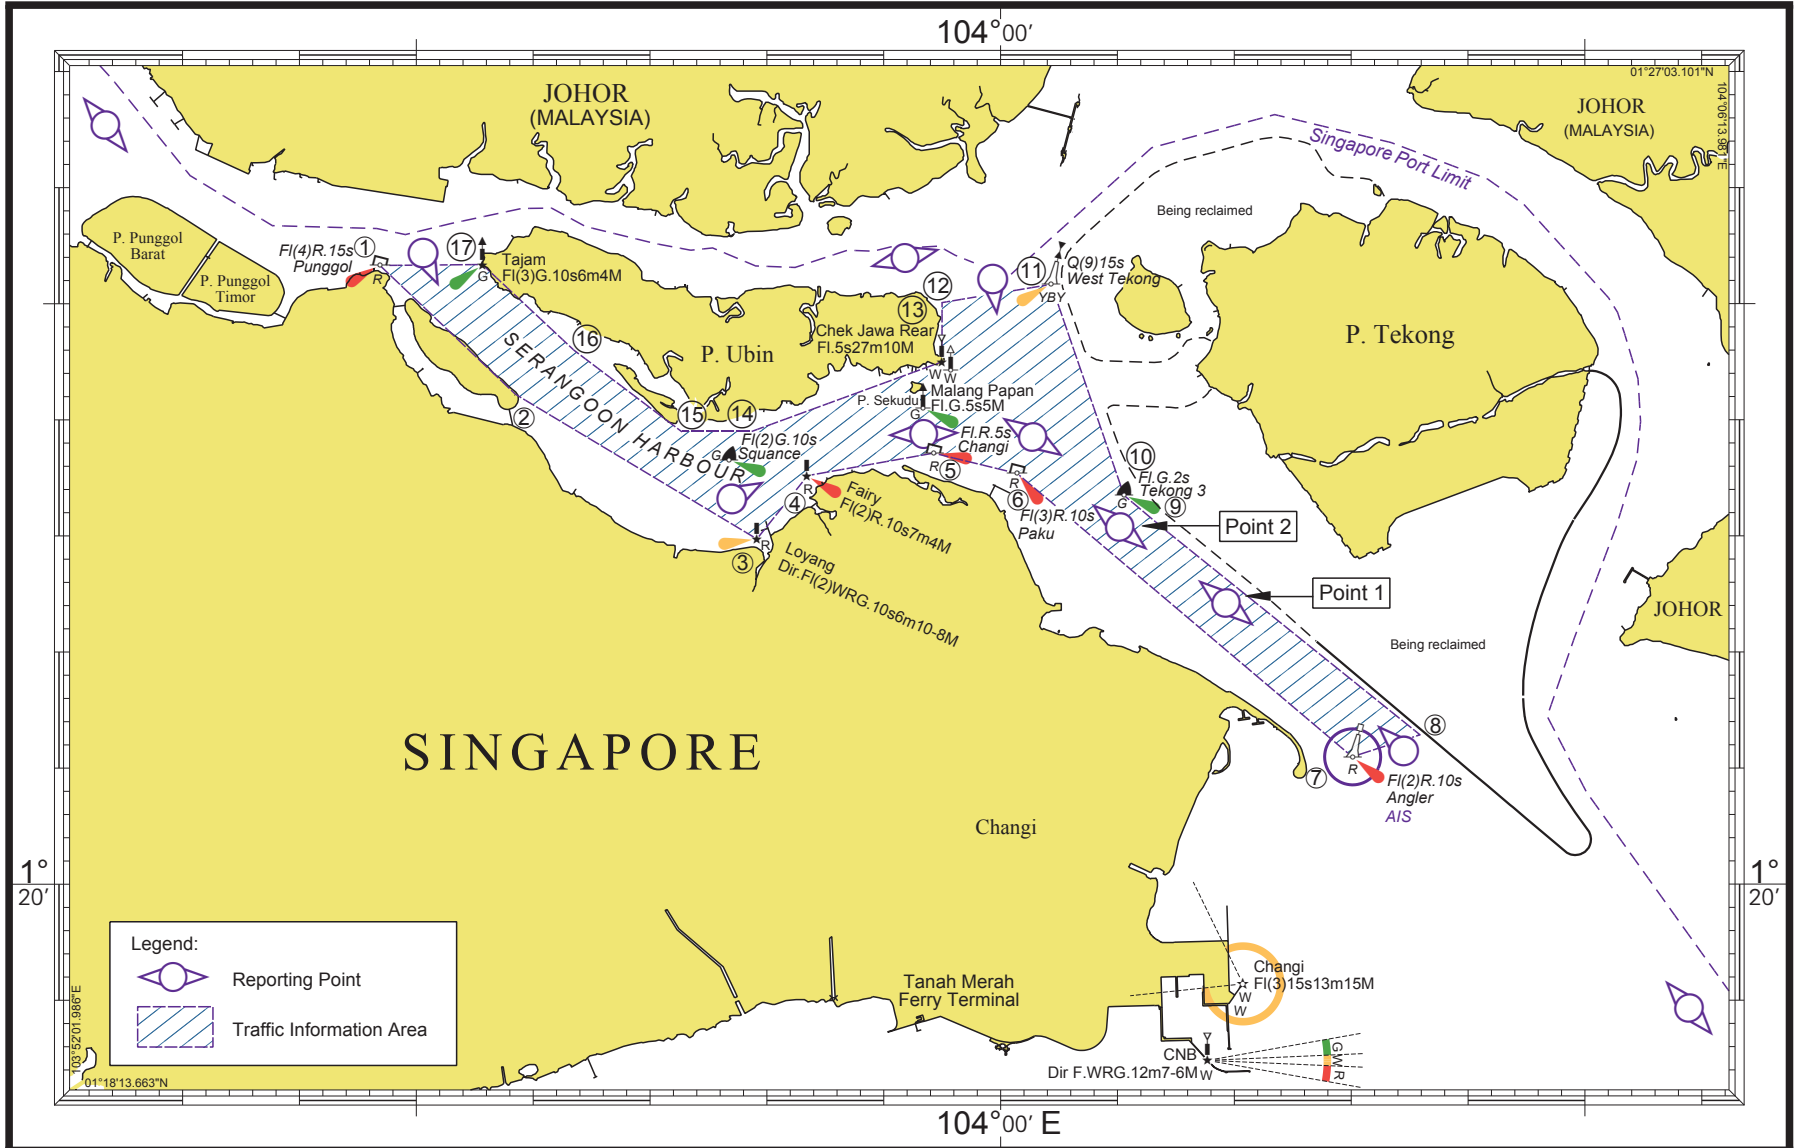 104°00'
01°27'03.101"N
104°06'13.981"E
JOHOR
(MALAYSIA)
JOHOR
(MALAYSIA)
Singapore Port Limit
Being reclaimed
P. Punggol
Barat
P. Punggol
Timor
Fl(4)R.15s
Punggol
1
R
17
G
Tajam
Fl(3)G.10s6m4M
11
Q(9)15s
West Tekong
YBY
12
13
Chek Jawa Rear
Fl.5s27m10M
W
W
16
P. Ubin
P. Tekong
SERANGOON HARBOUR
P. Sekudu
Malang Papan
Fl.G.5s5M
G
2
15
14
Fl(2)G.10s
Squance
G
Fl.R.5s
Changi
R
5
10
Fl.G.2s
Tekong 3
G
9
R
6
Fl(3)R.10s
Paku
4
R
Fairy
Fl(2)R.10s7m4M
3
R
Loyang
Dir.Fl(2)WRG.10s6m10-8M
Point 2
Point 1
JOHOR
Being reclaimed
SINGAPORE
8
7
R
Fl(2)R.10s
Angler
AIS
Changi
1°
20'
1°
20'
Legend:
Reporting Point
Traffic Information Area
Tanah Merah
Ferry Terminal
Changi
Fl(3)15s13m15M
W
W
CNB
Dir F.WRG.12m7-6M
W
G
W
R
103°52'01.986"E
01°18'13.663"N
104°00' E